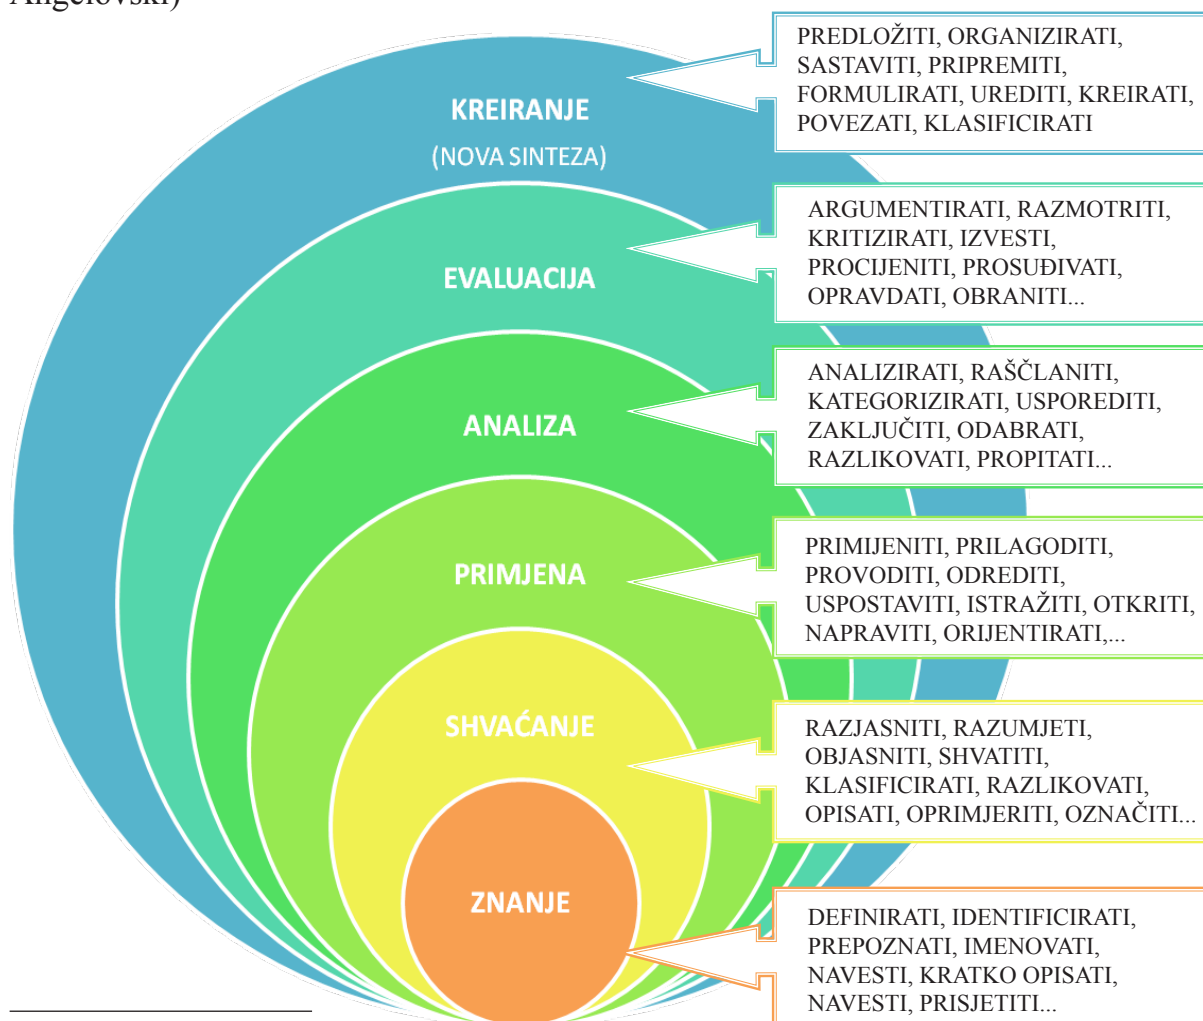 Angelovski)
KREIRANJE
(NOVA SINTEZA)
PREDLOŽITI, ORGANIZIRATI,
SASTAVITI, PRIPREMITI,
FORMULIRATI, UREDITI, KREIRATI,
POVEZATI, KLASIFICIRATI
EVALUACIJA
ARGUMENTIRATI, RAZMOTRITI,
KRITIZIRATI, IZVESTI,
PROCIJENITI, PROSUĐIVATI,
OPRAVDATI, OBRANITI...
ANALIZA
ANALIZIRATI, RAŠČLANITI,
KATEGORIZIRATI, USPOREDITI,
ZAKLJUČITI, ODABRATI,
RAZLIKOVATI, PROPITATI...
PRIMJENA
PRIMIJENITI, PRILAGODITI,
PROVODITI, ODREDITI,
USPOSTAVITI, ISTRAŽITI, OTKRITI,
NAPRAVITI, ORIJENTIRATI,...
SHVAĆANJE
RAZJASNITI, RAZUMJETI,
OBJASNITI, SHVATITI,
KLASIFICIRATI, RAZLIKOVATI,
OPISATI, OPRIMJERITI, OZNAČITI...
ZNANJE
DEFINIRATI, IDENTIFICIRATI,
PREPOZNATI, IMENOVATI,
NAVESTI, KRATKO OPISATI,
NAVESTI, PRISJETITI...